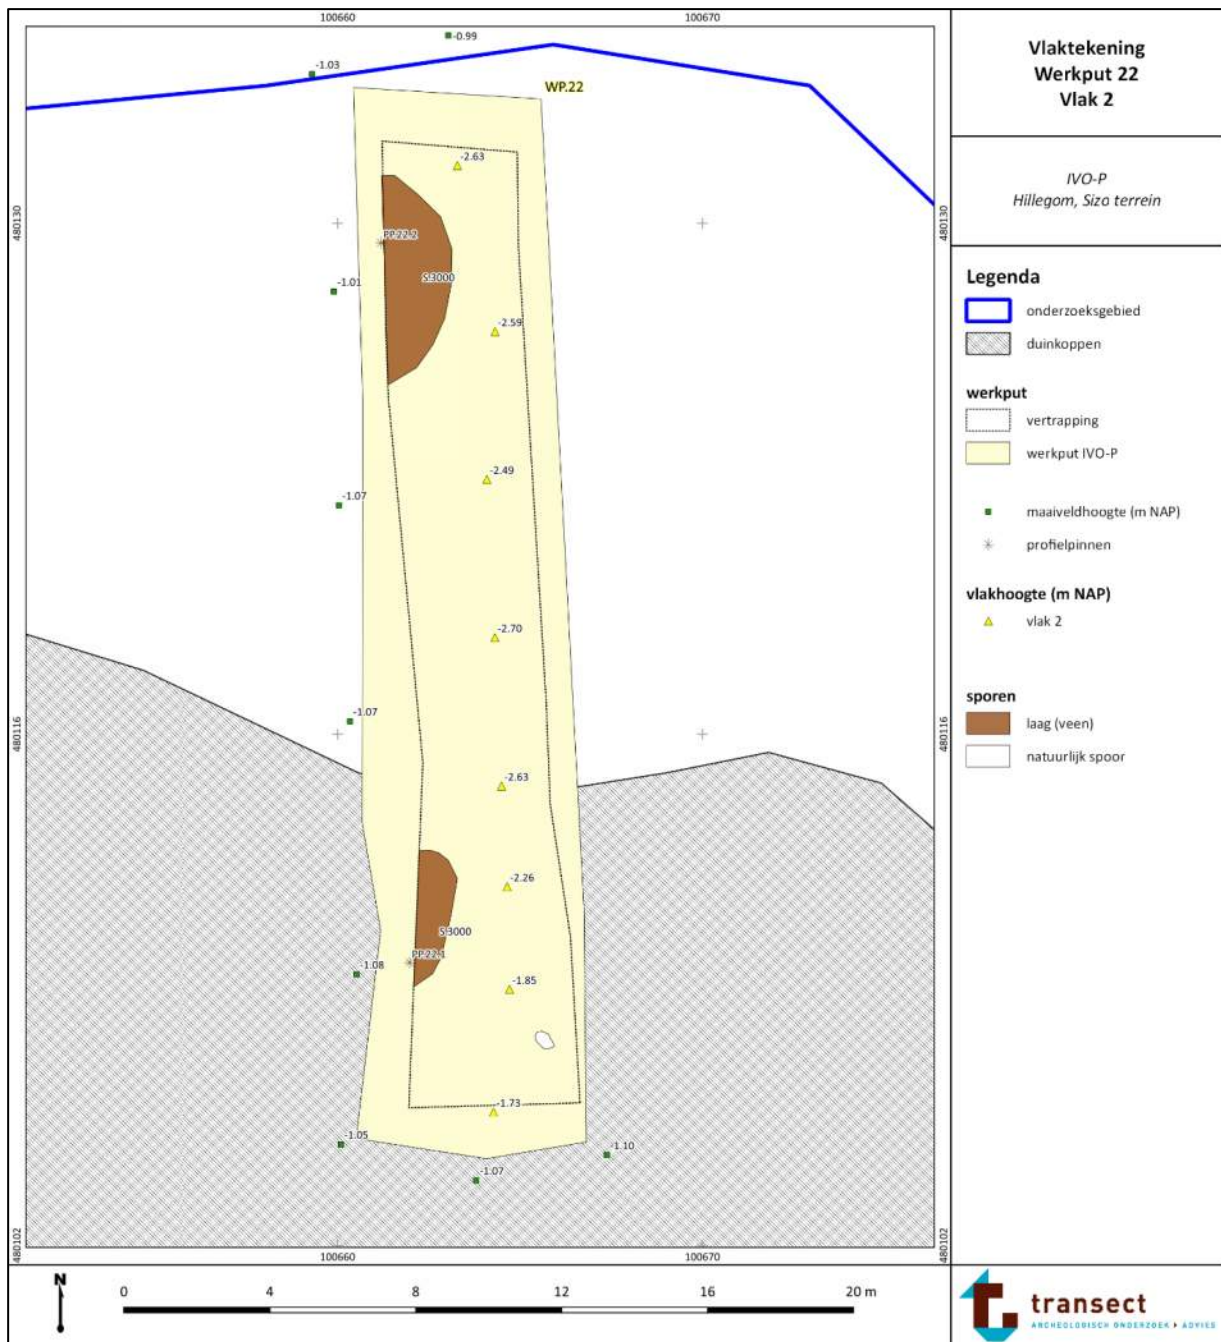 100660
100670
-0.99
-1.03
WP.22
-2.63
480130
480130
PP.22.2
S.3000
-1.01
-2.59
-2.49
-1.07
-2.70
-1.07
480116
480116
-2.63
-2.26
S.3000
PP.22.1
-1.08
-1.85
-1.73
-1.05
-1.10
-1.07
480102
480102
100660
100670
N
0 4 8 12 16 20 m
Vlaktekening
Werkput 22
Vlak 2
IVO-P
Hillegom, Sizo terrein
Legenda
onderzoeksgebied
duinkoppen
werkput
vertrapping
werkput IVO-P
maaiveldhoogte (m NAP)
profielpinnen
vlakhoogte (m NAP)
vlak 2
sporen
laag (veen)
natuurlijk spoor
transect
ARCHEOLOGISCH ONDERZOEK ▸ ADVIES